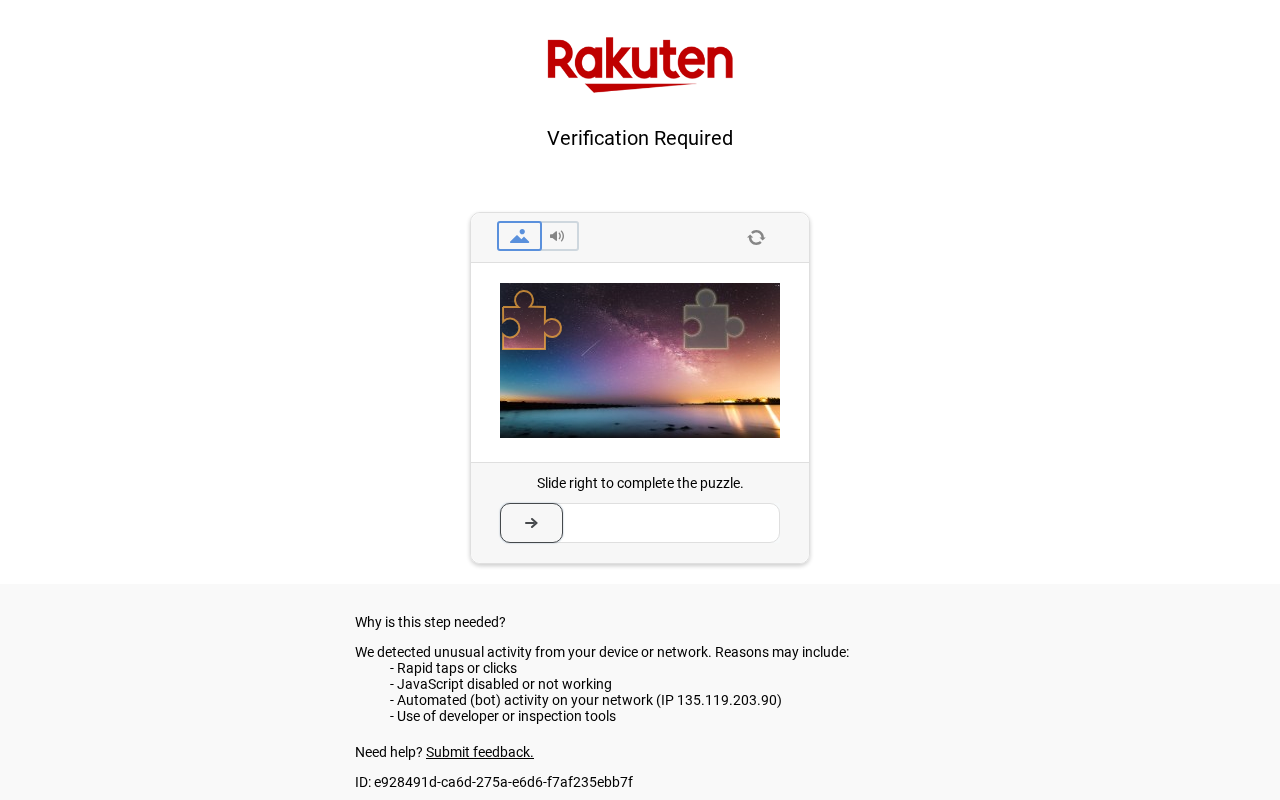 Rakuten
Verification Required
Slide right to complete the puzzle.
Why is this step needed?
We detected unusual activity from your device or network. Reasons may include:
- Rapid taps or clicks
- JavaScript disabled or not working
- Automated (bot) activity on your network (IP 135.119.203.90)
- Use of developer or inspection tools
Need help? Submit feedback.
ID: e928491d-ca6d-275a-e6d6-f7af235ebb7f